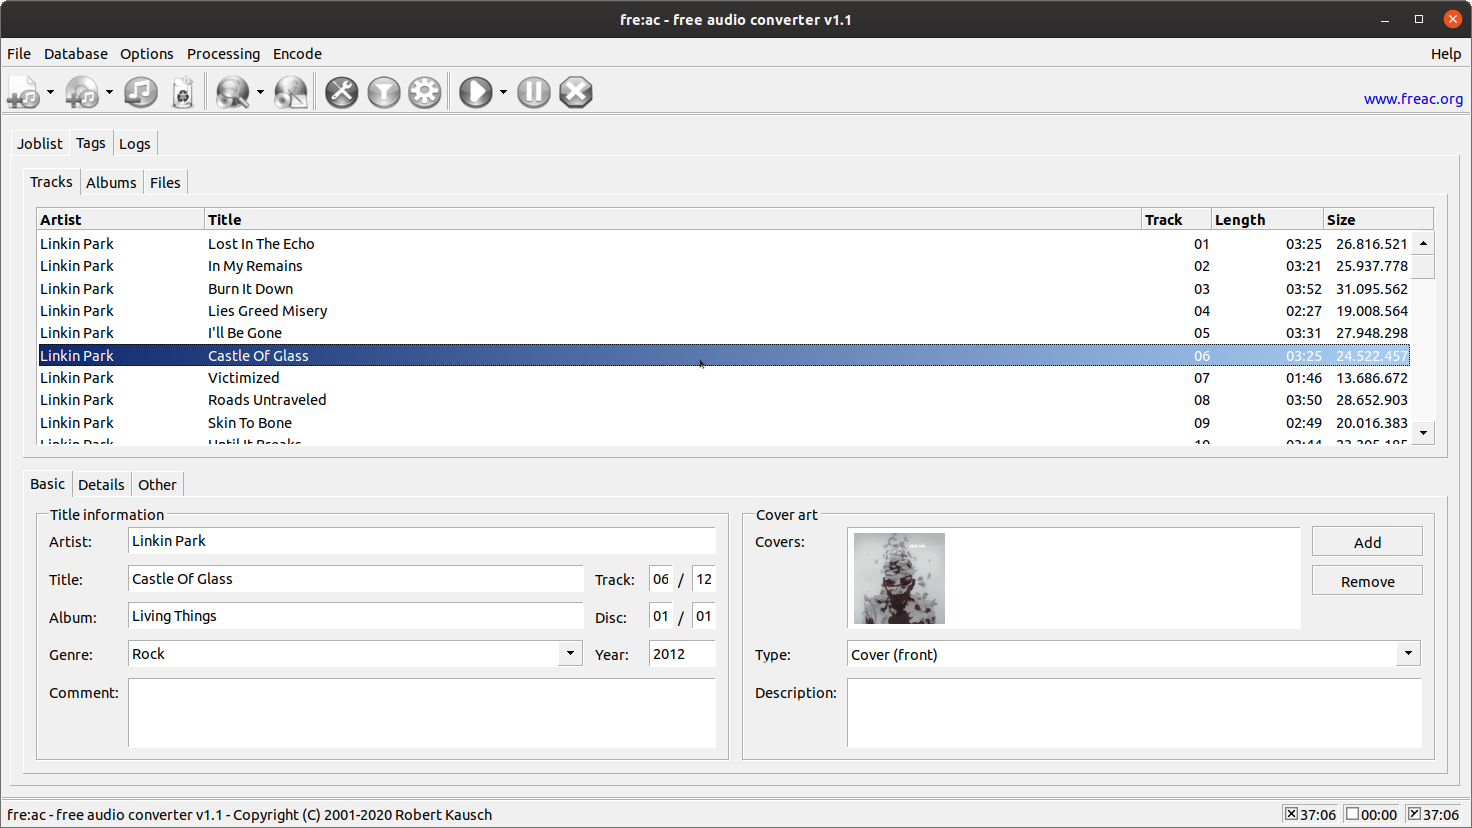 fre:ac - free audio converter v1.1
File Database Options Processing Encode Help
www.freac.org
Joblist Tags Logs
Tracks Albums Files
Artist Title Track Length Size
Linkin Park Lost In The Echo 01 03:25 26.816.521
Linkin Park In My Remains 02 03:21 25.937.778
Linkin Park Burn It Down 03 03:52 31.095.562
Linkin Park Lies Greed Misery 04 02:27 19.008.564
Linkin Park I'll Be Gone 05 03:31 27.948.298
Linkin Park Castle Of Glass 06 03:25 24.522.457
Linkin Park Victimized 07 01:46 13.686.672
Linkin Park Roads Untraveled 08 03:50 28.652.903
Linkin Park Skin To Bone 09 02:49 20.016.383
Linkin Park Until It Breaks 10 03:44
Basic Details Other
Title information
Artist: Linkin Park
Title: Castle Of Glass Track: 06 / 12
Album: Living Things Disc: 01 / 01
Genre: Rock Year: 2012
Comment:
Cover art
Covers: Add
Remove
Type: Cover (front)
Description:
fre:ac - free audio converter v1.1 - Copyright (C) 2001-2020 Robert Kausch 37:06 00:00 37:06